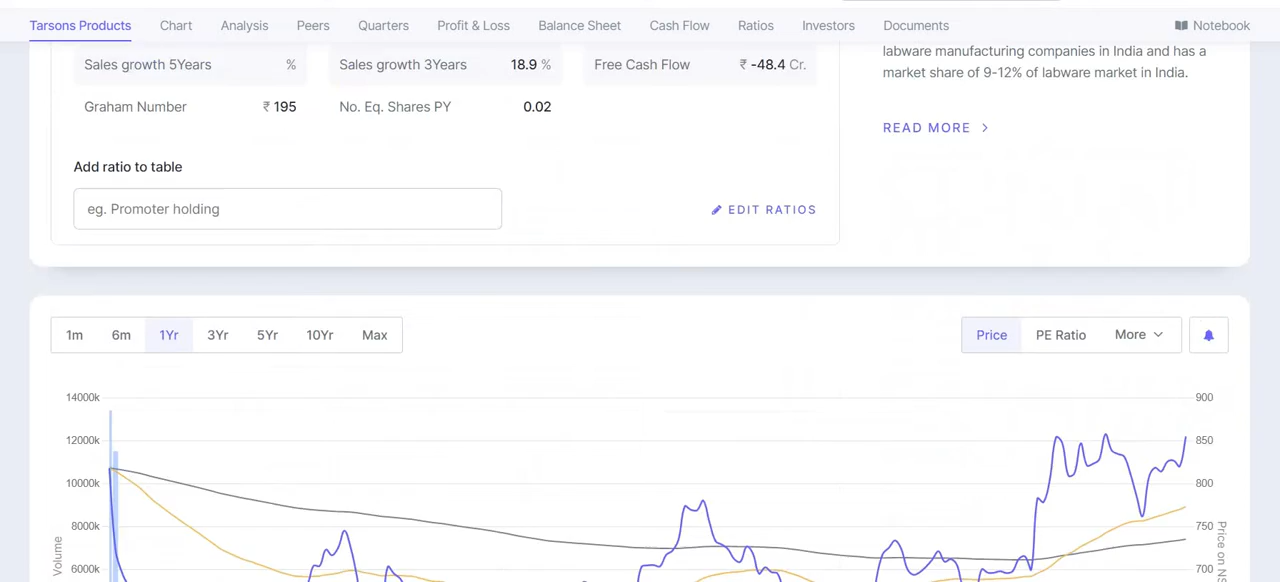 Tarsons Products Chart Analysis Peers Quarters Profit & Loss Balance Sheet Cash Flow Ratios Investors Documents Notebook
Sales growth 5Years % Sales growth 3Years 18.9 % Free Cash Flow ₹ -48.4 Cr.
Graham Number ₹ 195 No. Eq. Shares PY 0.02
labware manufacturing companies in India and has a
market share of 9-12% of labware market in India.
READ MORE
Add ratio to table
eg. Promoter holding
EDIT RATIOS
1m 6m 1Yr 3Yr 5Yr 10Yr Max
Price PE Ratio More
14000k 900
12000k 850
10000k 800
8000k 750
6000k 700
Volume
Price on NS